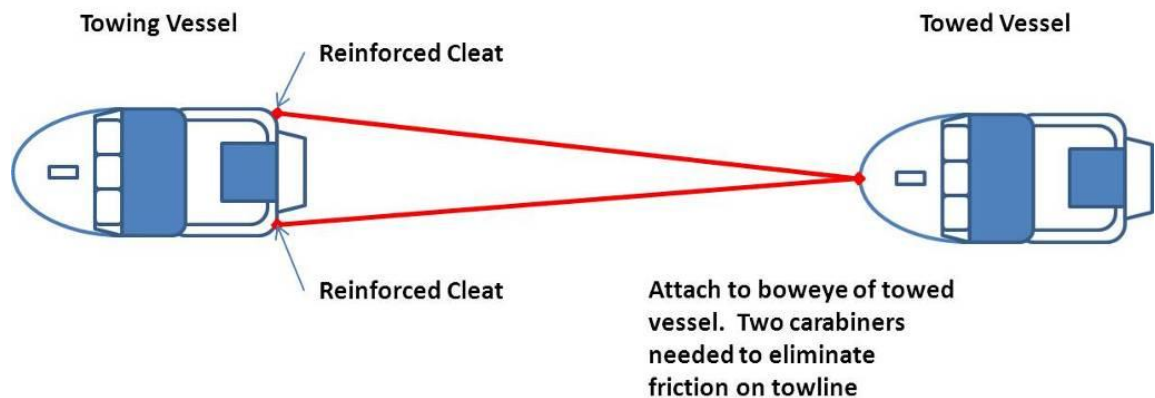 Towing Vessel
Towed Vessel
Reinforced Cleat
Reinforced Cleat
Attach to boweye of towed
vessel.  Two carabiners
needed to eliminate
friction on towline